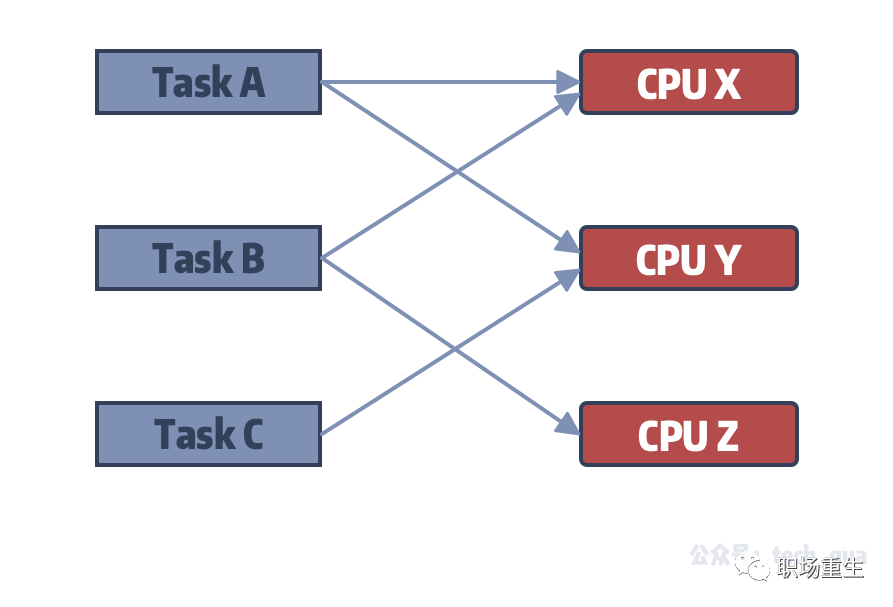 Task A
CPU X
Task B
CPU Y
Task C
CPU Z
公众号: tech_gua
职场重生